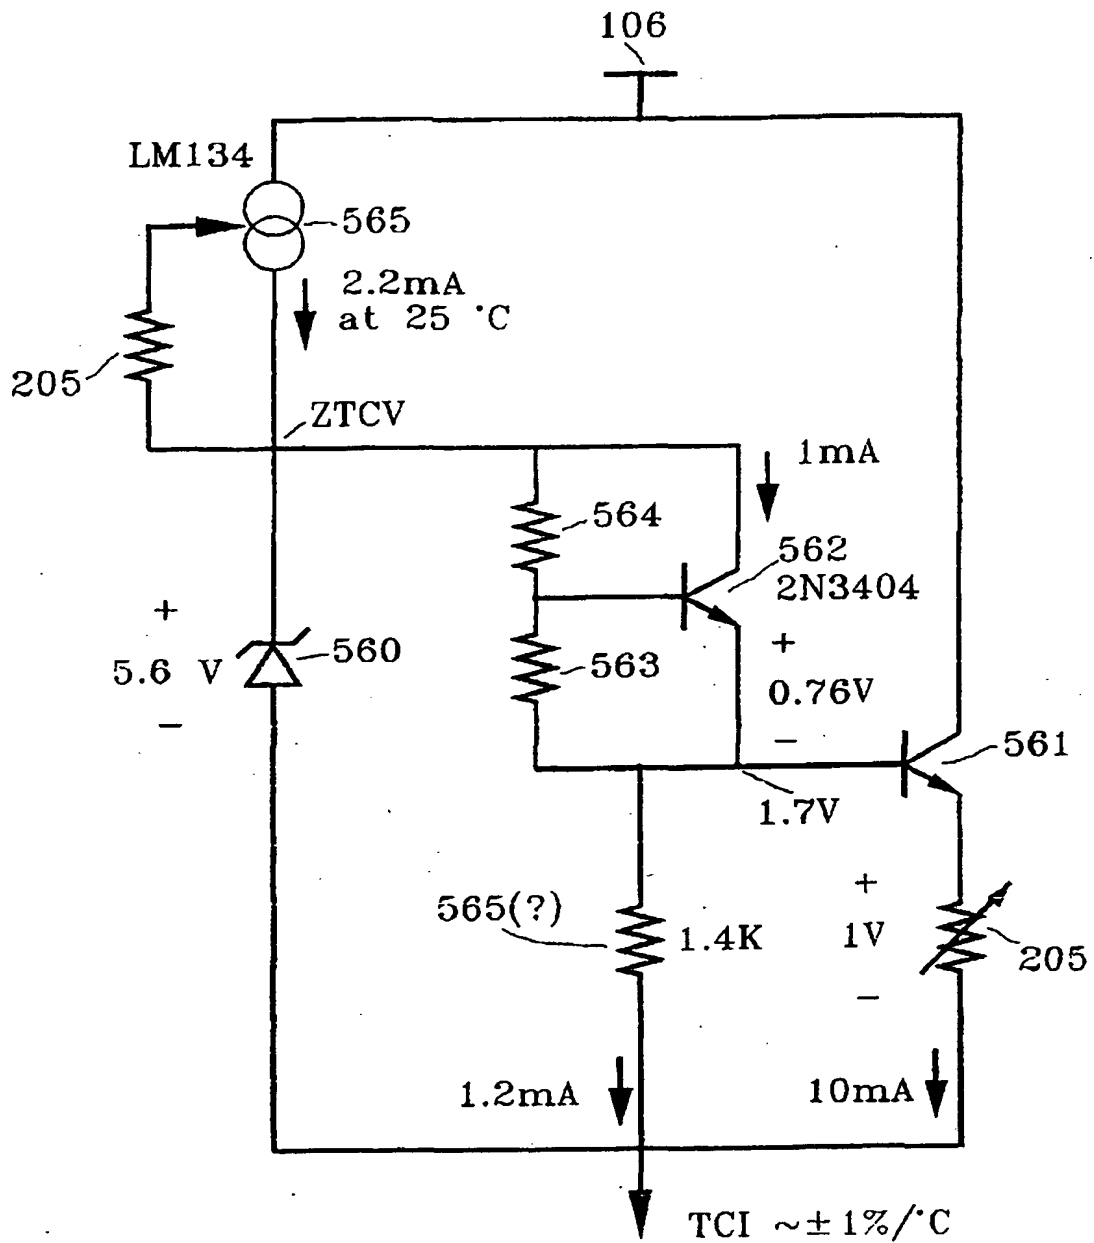 106
LM134
565
2.2mA
at 25 °C
205
ZTCV
1mA
564
562
2N3404
+
5.6 V
−
560
563
+
0.76V
−
561
1.7V
565(?)
1.4K
+
1V
−
205
1.2mA
10mA
TCI ~±1%/°C